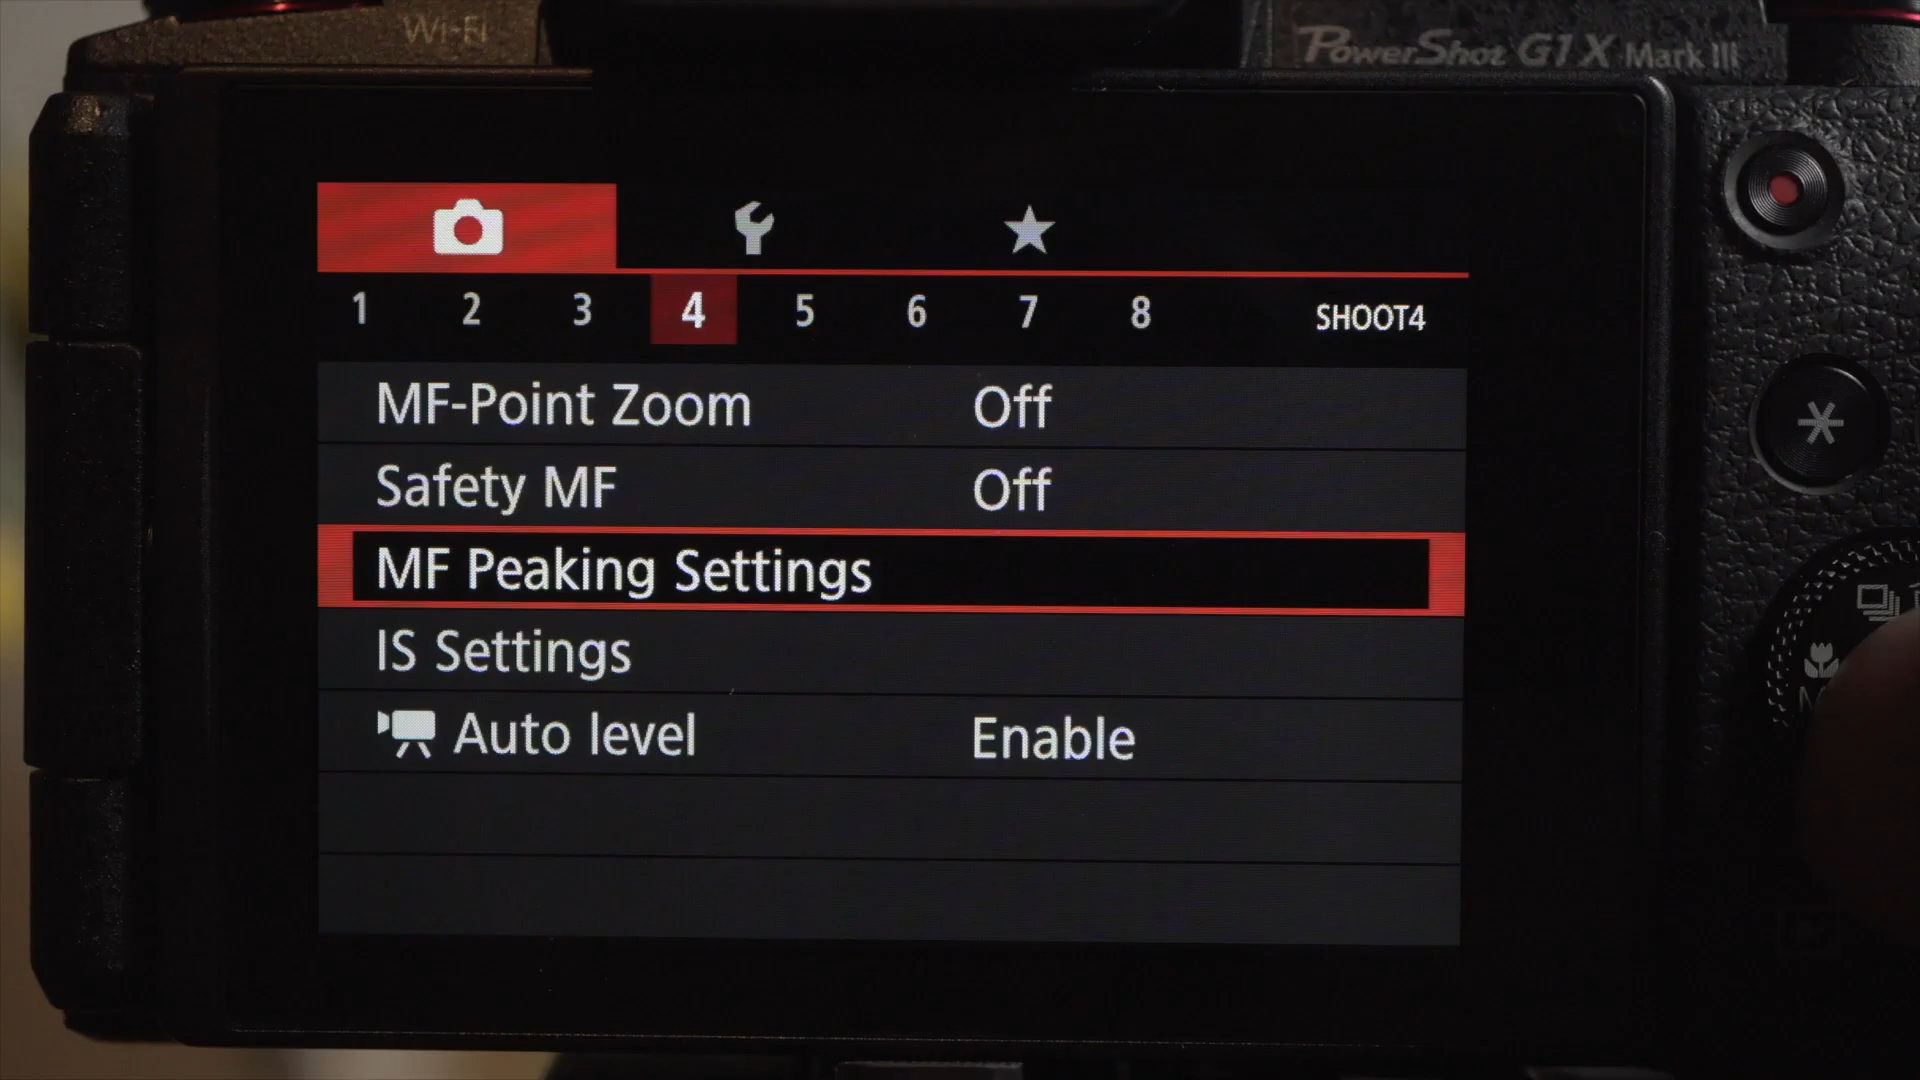 Wi-Fi
PowerShot G1 X Mark III
1 2 3 4 5 6 7 8 SHOOT4
MF-Point Zoom Off
Safety MF Off
MF Peaking Settings
IS Settings
Auto level Enable